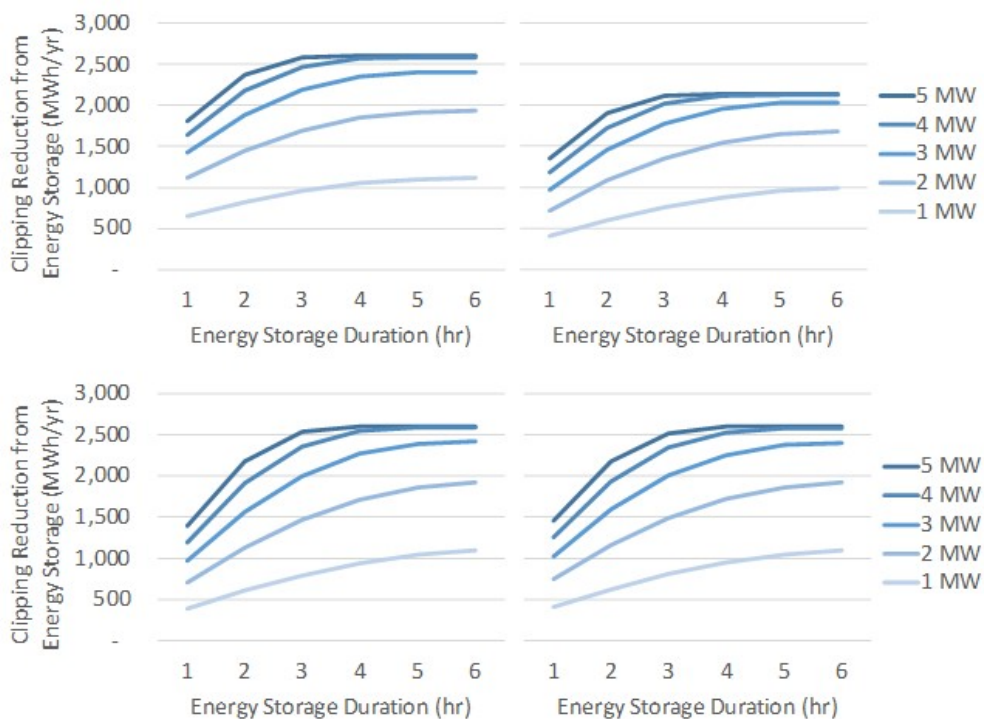 3,000
2,500
2,000
1,500
1,000
500
-
Clipping Reduction from
Energy Storage (MWh/yr)
1 2 3 4 5 6
Energy Storage Duration (hr)
1 2 3 4 5 6
Energy Storage Duration (hr)
5 MW
4 MW
3 MW
2 MW
1 MW
3,000
2,500
2,000
1,500
1,000
500
-
Clipping Reduction from
Energy Storage (MWh/yr)
1 2 3 4 5 6
Energy Storage Duration (hr)
1 2 3 4 5 6
Energy Storage Duration (hr)
5 MW
4 MW
3 MW
2 MW
1 MW